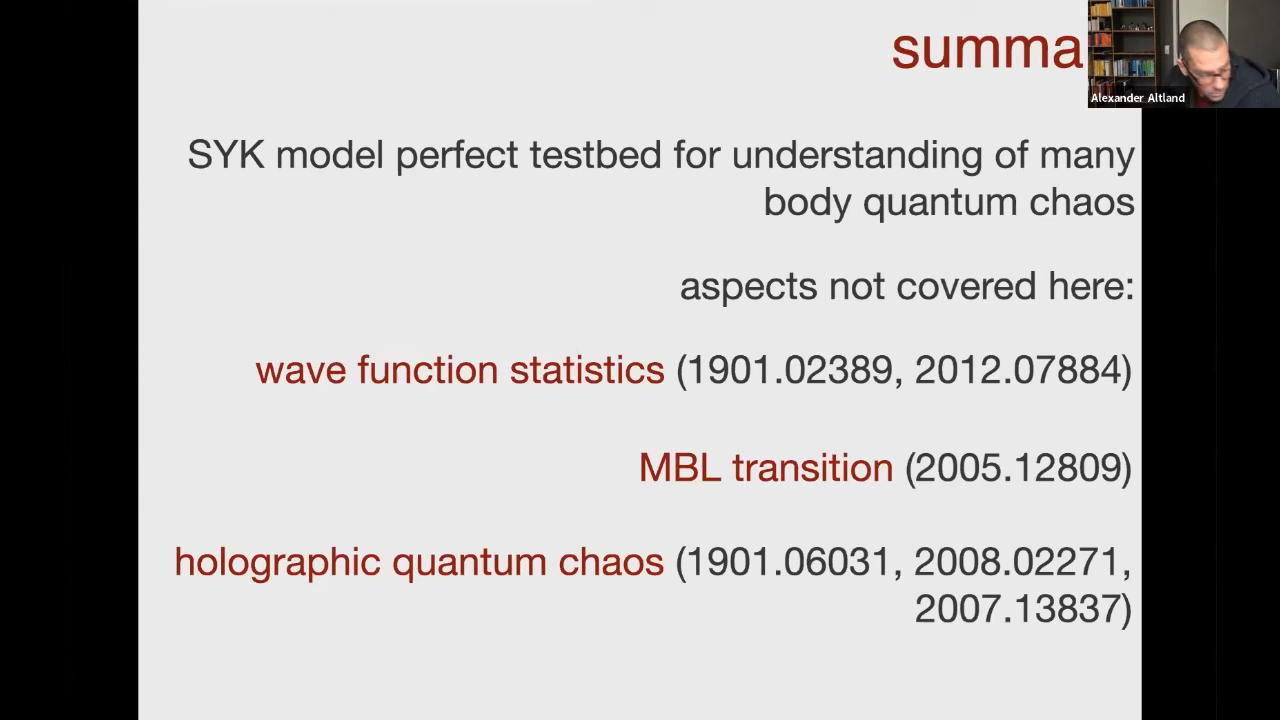 summa
Alexander Altland
SYK model perfect testbed for understanding of many
body quantum chaos
aspects not covered here:
wave function statistics (1901.02389, 2012.07884)
MBL transition (2005.12809)
holographic quantum chaos (1901.06031, 2008.02271,
2007.13837)